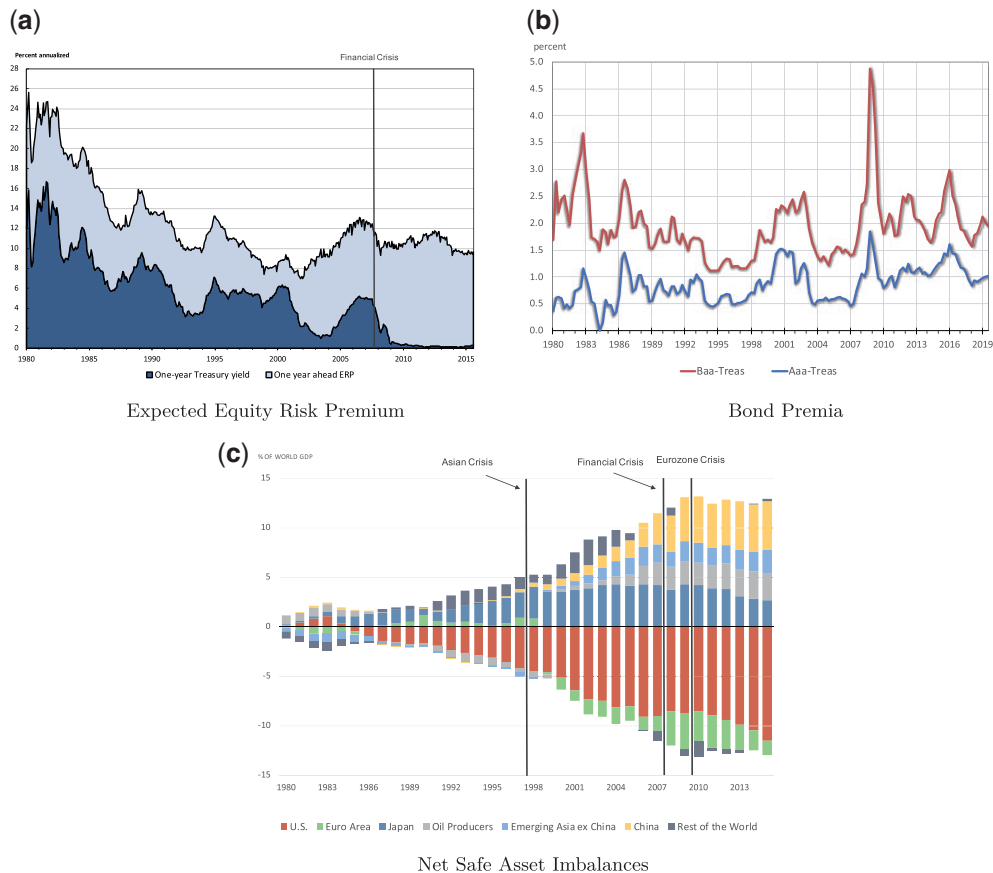 (a)
Percent annualized
Financial Crisis
28
26
24
22
20
18
16
14
12
10
8
6
4
2
0
1980 1985 1990 1995 2000 2005 2010 2015
One-year Treasury yield One year ahead ERP
Expected Equity Risk Premium
(b)
percent
5.0
4.5
4.0
3.5
3.0
2.5
2.0
1.5
1.0
0.5
0.0
1980 1983 1986 1989 1992 1995 1998 2001 2004 2007 2010 2013 2016 2019
Baa-Treas Aaa-Treas
Bond Premia
(c)
% OF WORLD GDP
Asian Crisis Financial Crisis Eurozone Crisis
15
10
5
0
-5
-10
-15
1980 1983 1986 1989 1992 1995 1998 2001 2004 2007 2010 2013
U.S. Euro Area Japan Oil Producers Emerging Asia ex China China Rest of the World
Net Safe Asset Imbalances